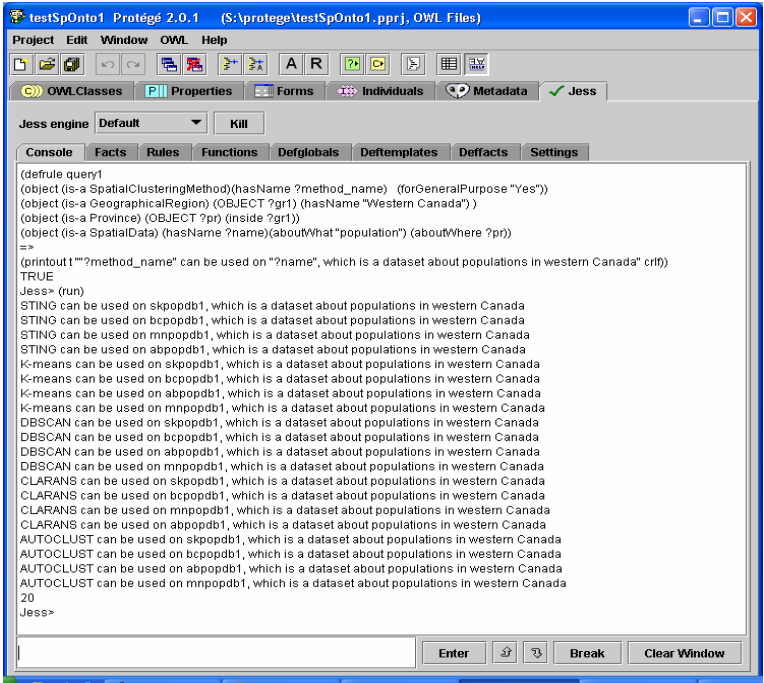 testSpOnto1 Protégé 2.0.1 (S:\protege\testSpOnto1.pprj, OWL Files)
Project Edit Window OWL Help
A R
C OWLClasses P Properties Forms Individuals Metadata Jess
Jess engine Default Kill
Console Facts Rules Functions Defglobals Deftemplates Deffacts Settings
(defrule query1
(object (is-a SpatialClusteringMethod)(hasName ?method_name) (forGeneralPurpose "Yes"))
(object (is-a GeographicalRegion) (OBJECT ?gr1) (hasName "Western Canada") )
(object (is-a Province) (OBJECT ?pr) (inside ?gr1))
(object (is-a SpatialData) (hasName ?name)(aboutWhat "population") (aboutWhere ?pr))
=>
(printout t ""?method_name" can be used on "?name", which is a dataset about populations in western Canada" crlf))
TRUE
Jess> (run)
STING can be used on skpopdb1, which is a dataset about populations in western Canada
STING can be used on bcpopdb1, which is a dataset about populations in western Canada
STING can be used on mnpopdb1, which is a dataset about populations in western Canada
STING can be used on abpopdb1, which is a dataset about populations in western Canada
K-means can be used on skpopdb1, which is a dataset about populations in western Canada
K-means can be used on bcpopdb1, which is a dataset about populations in western Canada
K-means can be used on abpopdb1, which is a dataset about populations in western Canada
K-means can be used on mnpopdb1, which is a dataset about populations in western Canada
DBSCAN can be used on skpopdb1, which is a dataset about populations in western Canada
DBSCAN can be used on bcpopdb1, which is a dataset about populations in western Canada
DBSCAN can be used on abpopdb1, which is a dataset about populations in western Canada
DBSCAN can be used on mnpopdb1, which is a dataset about populations in western Canada
CLARANS can be used on skpopdb1, which is a dataset about populations in western Canada
CLARANS can be used on bcpopdb1, which is a dataset about populations in western Canada
CLARANS can be used on mnpopdb1, which is a dataset about populations in western Canada
CLARANS can be used on abpopdb1, which is a dataset about populations in western Canada
AUTOCLUST can be used on skpopdb1, which is a dataset about populations in western Canada
AUTOCLUST can be used on bcpopdb1, which is a dataset about populations in western Canada
AUTOCLUST can be used on abpopdb1, which is a dataset about populations in western Canada
AUTOCLUST can be used on mnpopdb1, which is a dataset about populations in western Canada
20
Jess>
Enter Break Clear Window